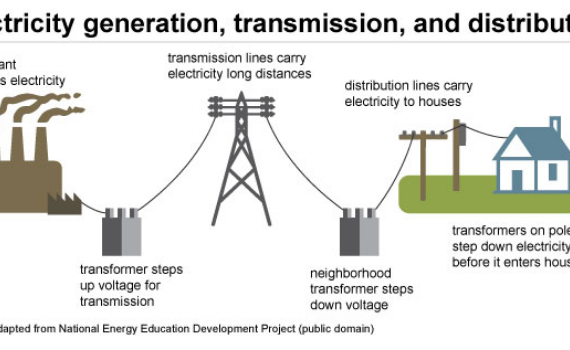 ctricity generation, transmission, and distribut
ant
s electricity
transmission lines carry
electricity long distances
distribution lines carry
electricity to houses
transformer steps
up voltage for
transmission
neighborhood
transformer steps
down voltage
transformers on pole
step down electricity
before it enters hous
dapted from National Energy Education Development Project (public domain)